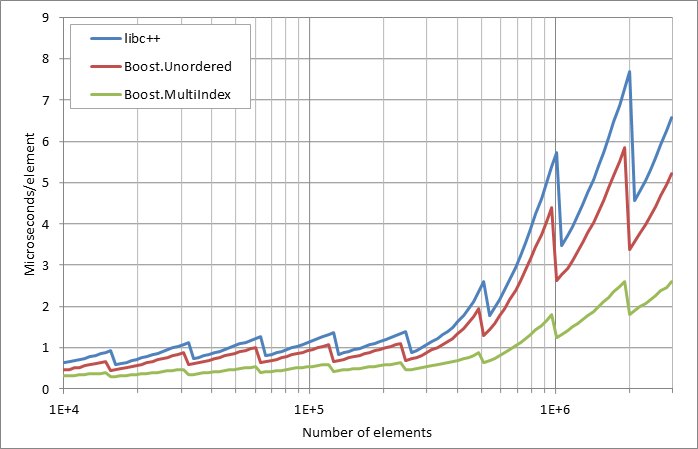 9
8
7
6
5
4
3
2
1
0
Microseconds/element
libc++
Boost.Unordered
Boost.MultiIndex
1E+4
1E+5
1E+6
Number of elements